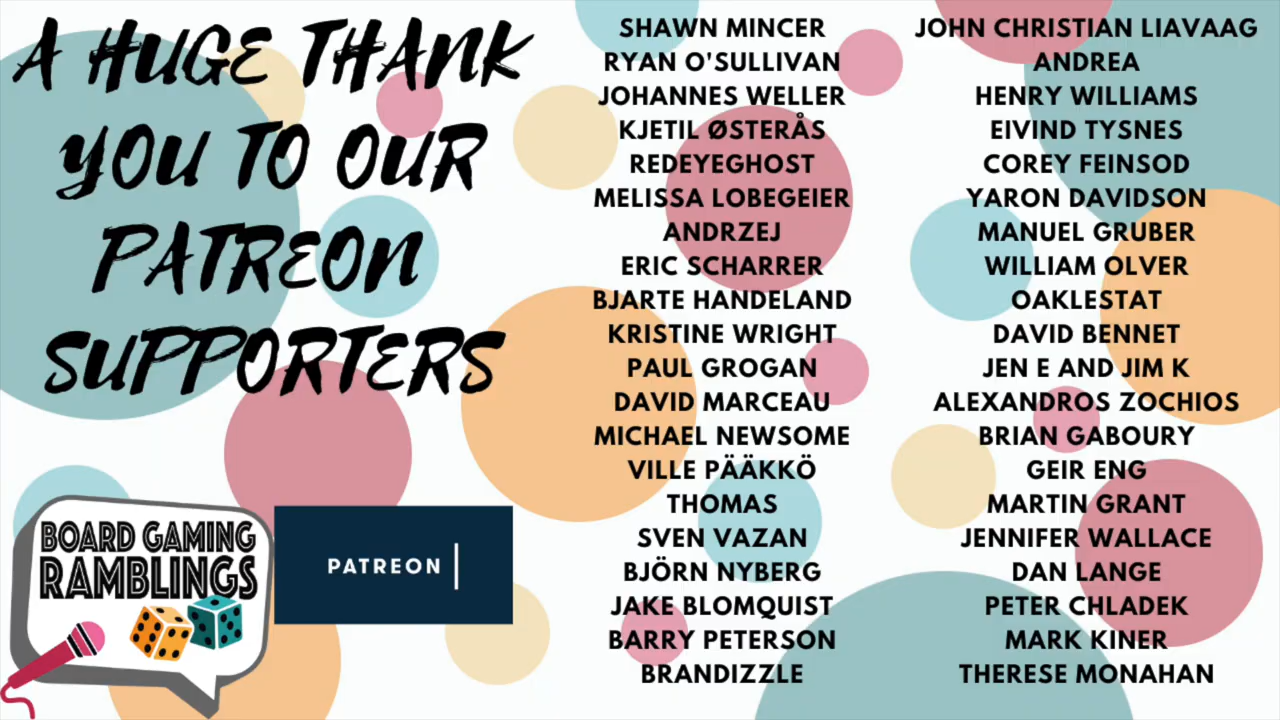 A HUGE THANK
YOU TO OUR
PATREON
SUPPORTERS
BOARD GAMING
RAMBLINGS
PATREON
SHAWN MINCER
RYAN O'SULLIVAN
JOHANNES WELLER
KJETIL ØSTERÅS
REDEYEGHOST
MELISSA LOBEGEIER
ANDRZEJ
ERIC SCHARRER
BJARTE HANDELAND
KRISTINE WRIGHT
PAUL GROGAN
DAVID MARCEAU
MICHAEL NEWSOME
VILLE PÄÄKKÖ
THOMAS
SVEN VAZAN
BJÖRN NYBERG
JAKE BLOMQUIST
BARRY PETERSON
BRANDIZZLE
JOHN CHRISTIAN LIAVAAG
ANDREA
HENRY WILLIAMS
EIVIND TYSNES
COREY FEINSOD
YARON DAVIDSON
MANUEL GRUBER
WILLIAM OLVER
OAKLESTAT
DAVID BENNET
JEN E AND JIM K
ALEXANDROS ZOCHIOS
BRIAN GABOURY
GEIR ENG
MARTIN GRANT
JENNIFER WALLACE
DAN LANGE
PETER CHLADEK
MARK KINER
THERESE MONAHAN